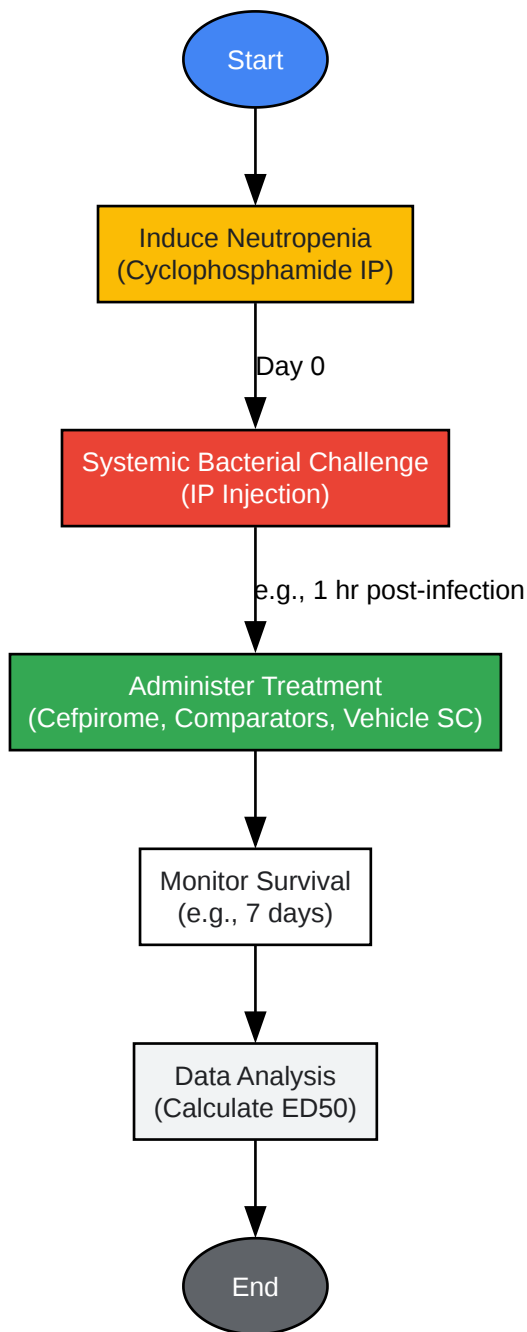 Start
Induce Neutropenia
(Cyclophosphamide IP)
Day 0
Systemic Bacterial Challenge
(IP Injection)
e.g., 1 hr post-infection
Administer Treatment
(Cefpirome, Comparators, Vehicle SC)
Monitor Survival
(e.g., 7 days)
Data Analysis
(Calculate ED50)
End